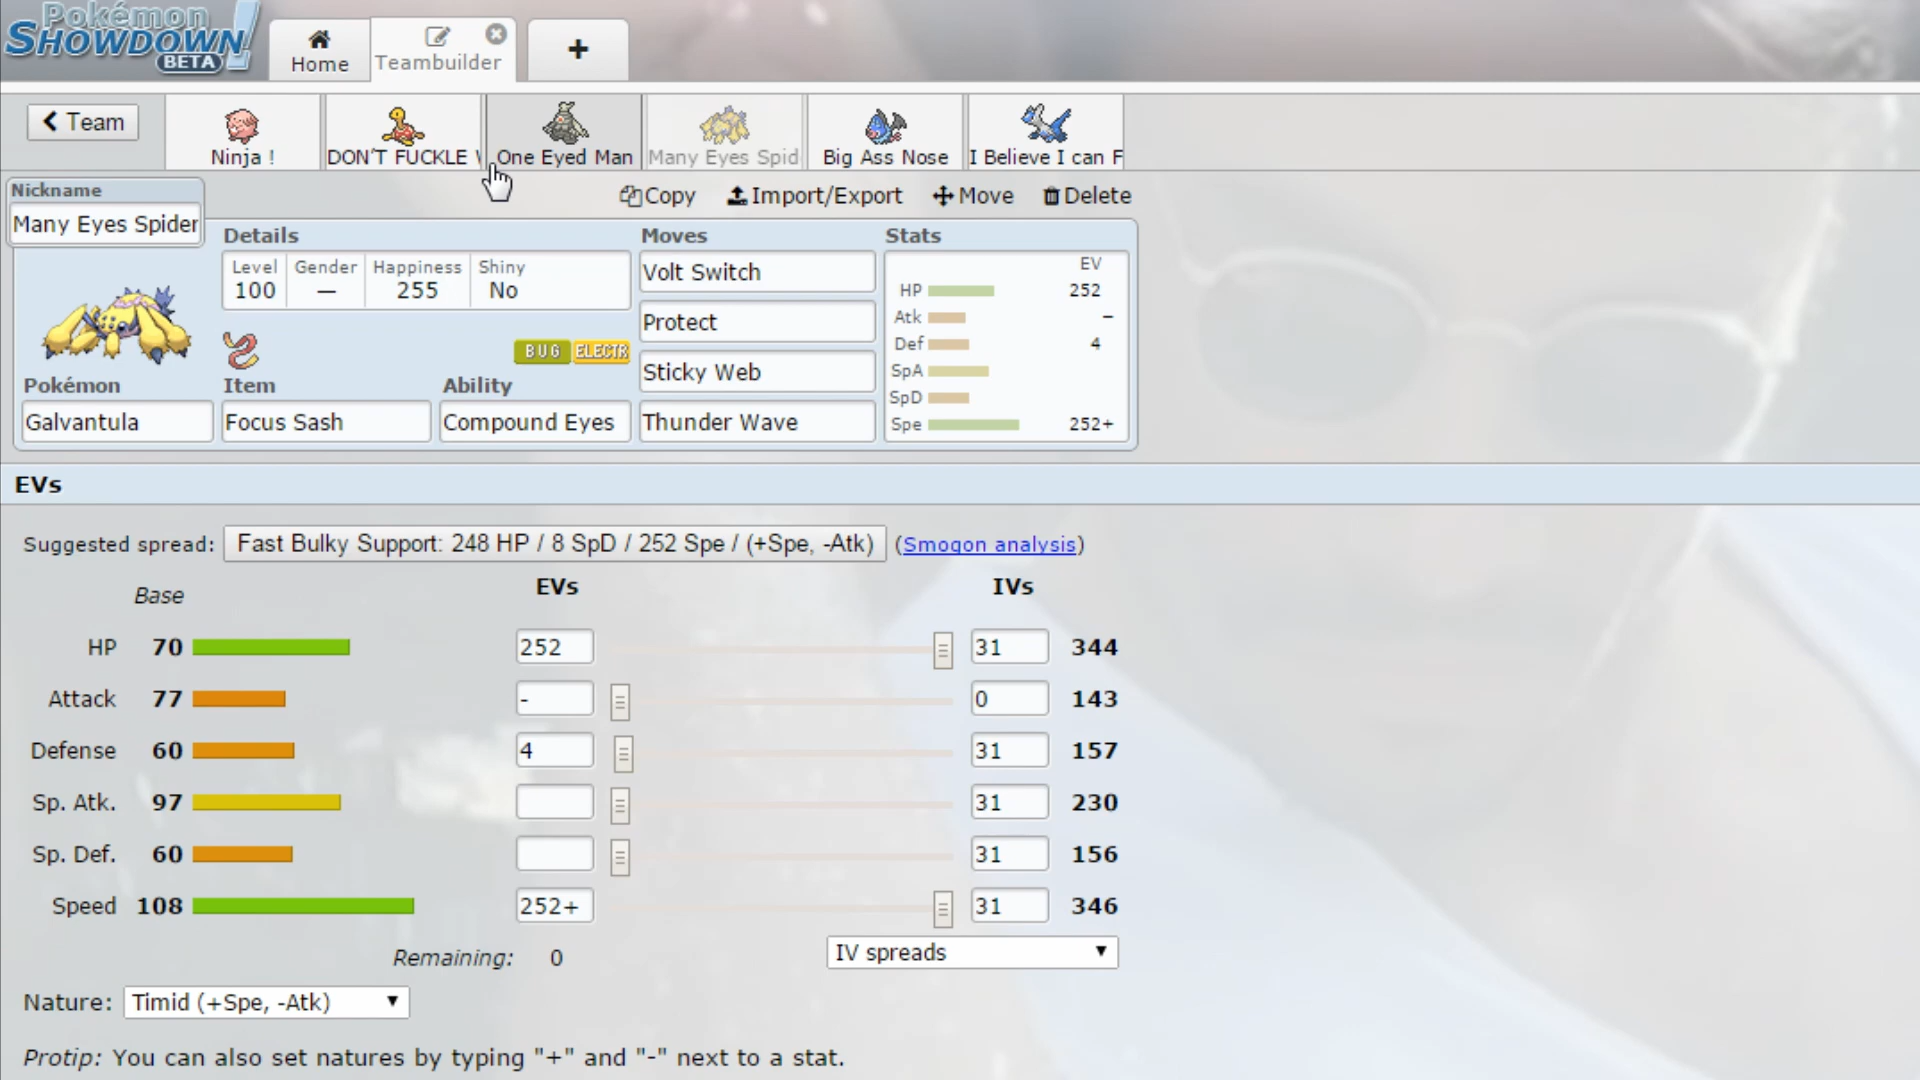 Pokémon
SHOWDOWN!
BETA
Home
Teambuilder
+
Team
Ninja !
DON'T FUCKLE
One Eyed Man
Many Eyes Spid
Big Ass Nose
I Believe I can F
Nickname
Many Eyes Spider
Copy
Import/Export
Move
Delete
Details
Moves
Stats
Level
Gender
Happiness
Shiny
100
—
255
No
Volt Switch
Protect
Sticky Web
Thunder Wave
EV
HP 252
Atk –
Def 4
SpA
SpD
Spe 252+
BUG ELECTR
Pokémon
Item
Ability
Galvantula
Focus Sash
Compound Eyes
EVs
Suggested spread: Fast Bulky Support: 248 HP / 8 SpD / 252 Spe / (+Spe, -Atk) (Smogon analysis)
Base EVs IVs
HP 70 252 31 344
Attack 77 - 0 143
Defense 60 4 31 157
Sp. Atk. 97 31 230
Sp. Def. 60 31 156
Speed 108 252+ 31 346
Remaining: 0
IV spreads
Nature: Timid (+Spe, -Atk)
Protip: You can also set natures by typing "+" and "-" next to a stat.